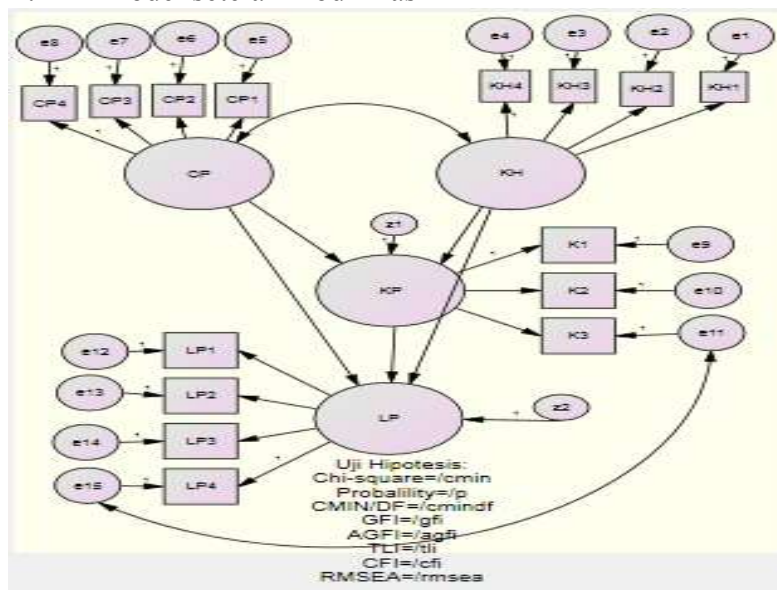 e8 e7 e6 e5 e4 e3 e2 e1
CP4 CP3 CP2 CP1 KH4 KH3 KH2 KH1
CP KH
z1
K1 e9
KP K2 e10
K3 e11
e12 LP1
e13 LP2
LP z2
e14 LP3
e15 LP4
Uji Hipotesis:
Chi-square=/cmin
Probalility=/p
CMIN/DF=/cmindf
GFI=/gfi
AGFI=/agfi
TLI=/tli
CFI=/cfi
RMSEA=/rmsea